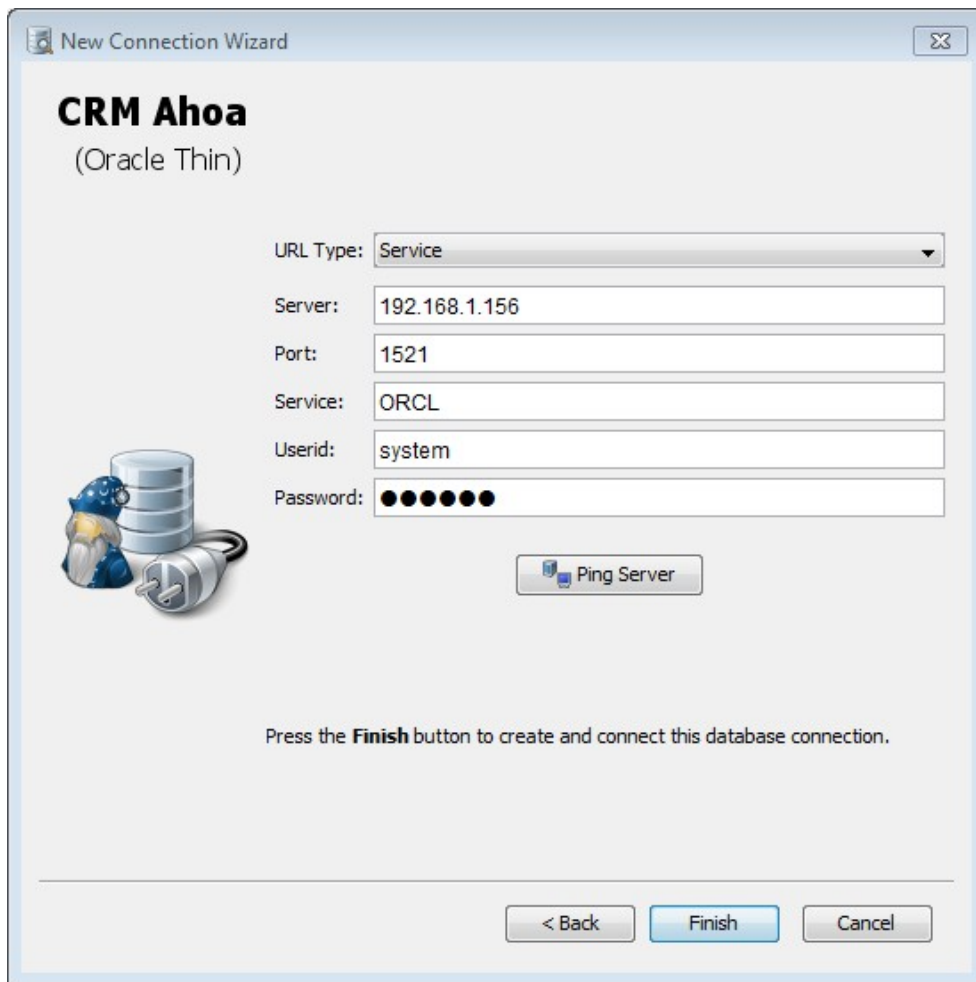 New Connection Wizard
CRM Ahoa
(Oracle Thin)
URL Type: Service
Server: 192.168.1.156
Port: 1521
Service: ORCL
Userid: system
Password: ●●●●●●
Ping Server
Press the Finish button to create and connect this database connection.
< Back Finish Cancel